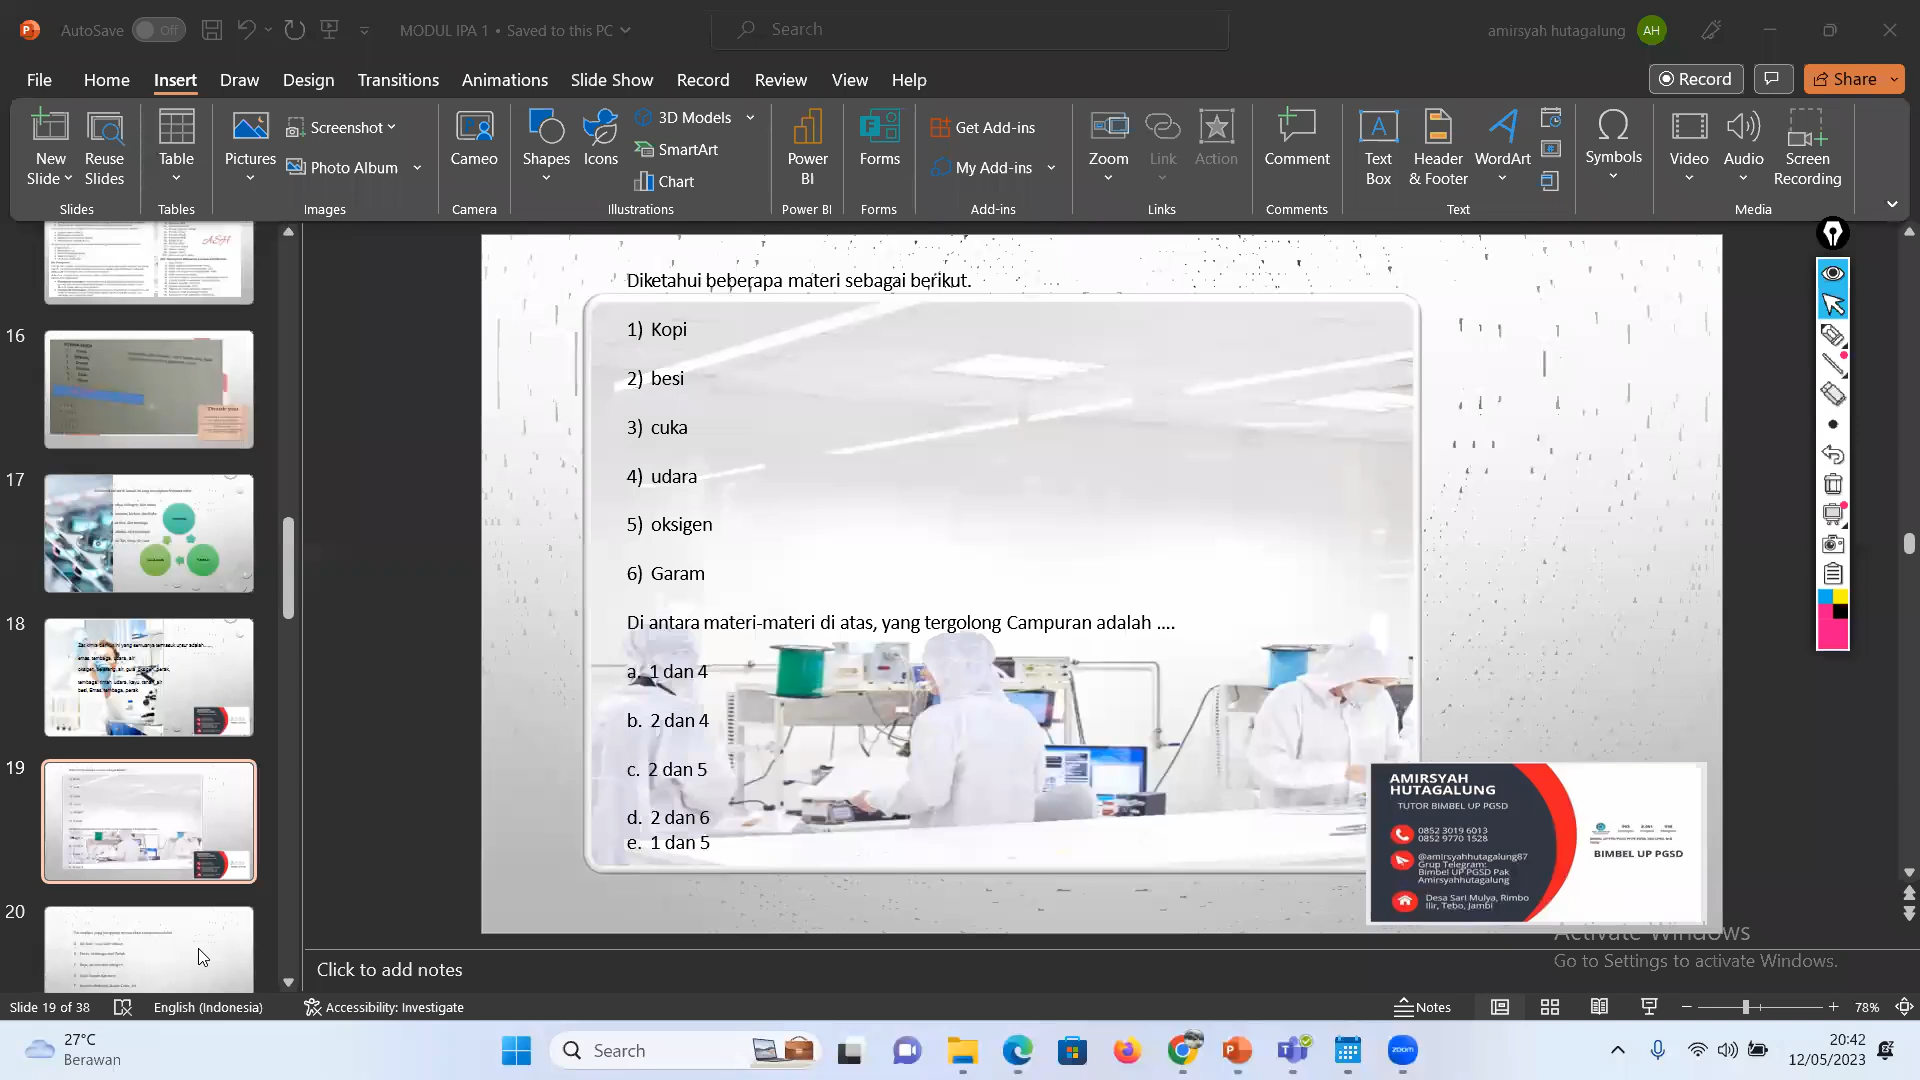 AutoSave Off MODUL IPA 1 • Saved to this PC Search amirsyah hutagalung AH
File Home Insert Draw Design Transitions Animations Slide Show Record Review View Help Record Share
New Slide Reuse Slides Table Pictures Screenshot Photo Album Cameo Shapes Icons 3D Models SmartArt Chart Power BI Forms Get Add-ins My Add-ins Zoom Link Action Comment Text Box Header & Footer WordArt Symbols Video Audio Screen Recording
Slides Tables Images Camera Illustrations Power BI Forms Add-ins Links Comments Text Media
16
17
18
19
20
Diketahui beberapa materi sebagai berikut.
1) Kopi
2) besi
3) cuka
4) udara
5) oksigen
6) Garam
Di antara materi-materi di atas, yang tergolong Campuran adalah ....
a. 1 dan 4
b. 2 dan 4
c. 2 dan 5
d. 2 dan 6
e. 1 dan 5
AMIRSYAH
HUTAGALUNG
TUTOR BIMBEL UP PGSD
0852 3019 6013
0852 9770 1528
@amirsyahhutagalung87
Grup Telegram:
Bimbel UP PGSD Pak
Amirsyahhutagalung
Desa Sari Mulya, Rimbo
Ilir, Tebo, Jambi
BIMBEL UP PGSD
Activate Windows
Go to Settings to activate Windows.
Click to add notes
Slide 19 of 38 English (Indonesia) Accessibility: Investigate Notes 78%
27°C
Berawan
Search
zoom
20:42
12/05/2023